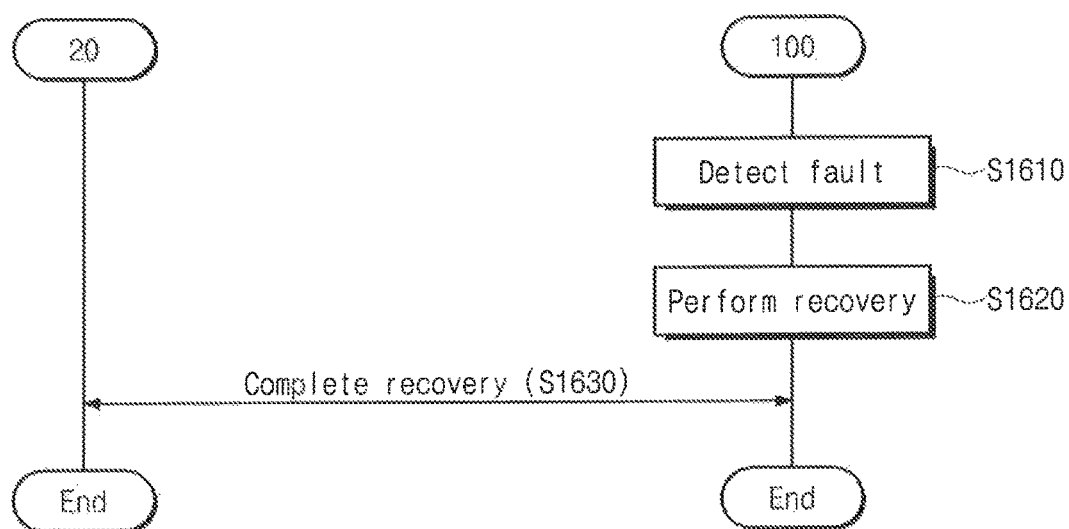 20
100
Detect fault
S1610
Perform recovery
S1620
Complete recovery (S1630)
End
End